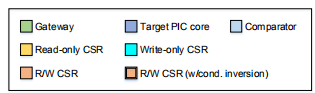 Gateway
Target PIC core
Comparator
Read-only CSR
Write-only CSR
R/W CSR
R/W CSR (w/cond. inversion)